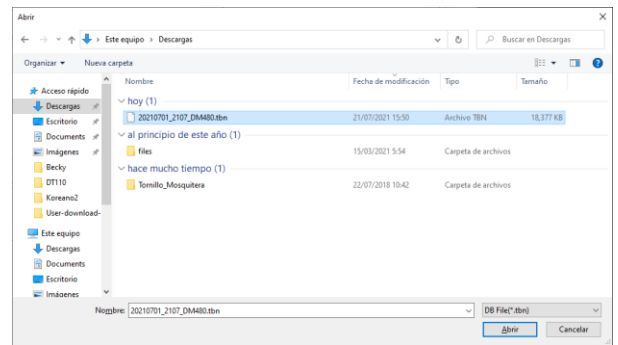 Abrir
Este equipo > Descargas
Buscar en Descargas
Organizar
Nueva carpeta
Nombre
Fecha de modificación
Tipo
Tamaño
Acceso rápido
Descargas
Escritorio
Documents
Imágenes
Becky
DT110
Koreano2
User-download-
Este equipo
Descargas
Documents
Escritorio
Imágenes
hoy (1)
20210701_2107_DM480.tbn 21/07/2021 15:50 Archivo TBN 18,377 KB
al principio de este año (1)
files 15/03/2021 5:54 Carpeta de archivos
hace mucho tiempo (1)
Tornillo_Mosquitera 22/07/2018 10:42 Carpeta de archivos
Nombre: 20210701_2107_DM480.tbn
DB File(*.tbn)
Abrir
Cancelar